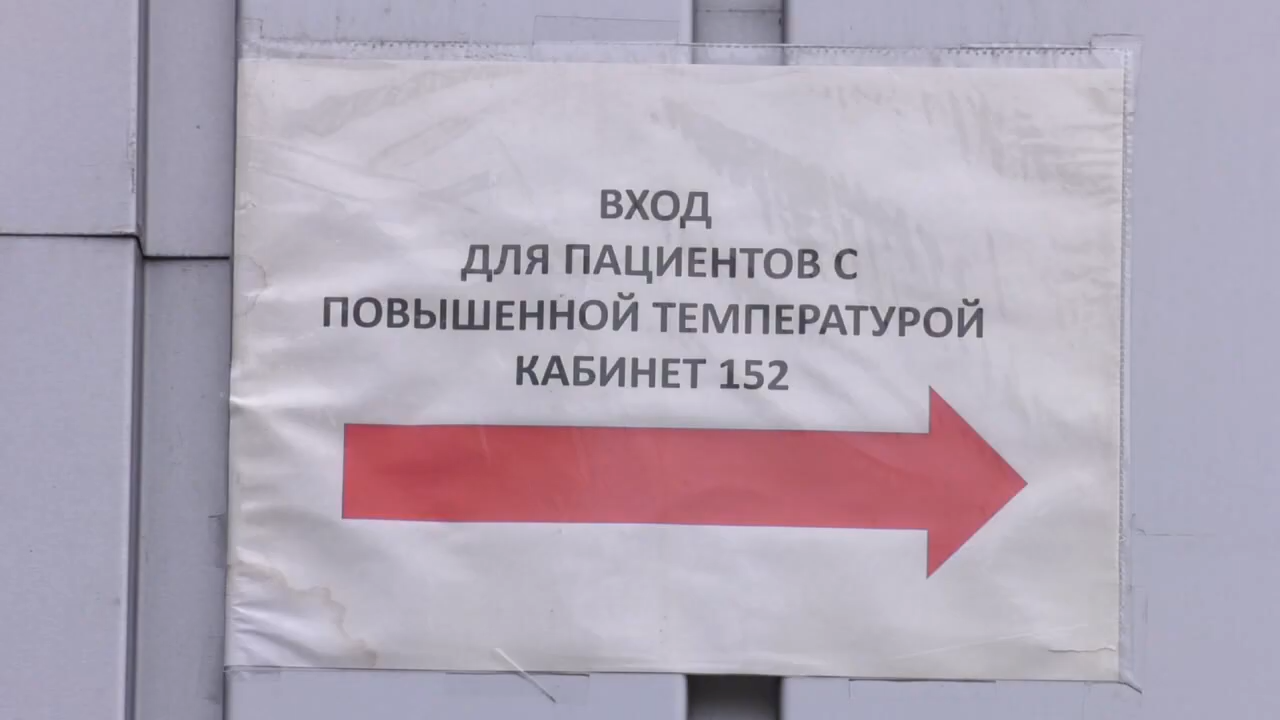 ВХОД
ДЛЯ ПАЦИЕНТОВ С
ПОВЫШЕННОЙ ТЕМПЕРАТУРОЙ
КАБИНЕТ 152